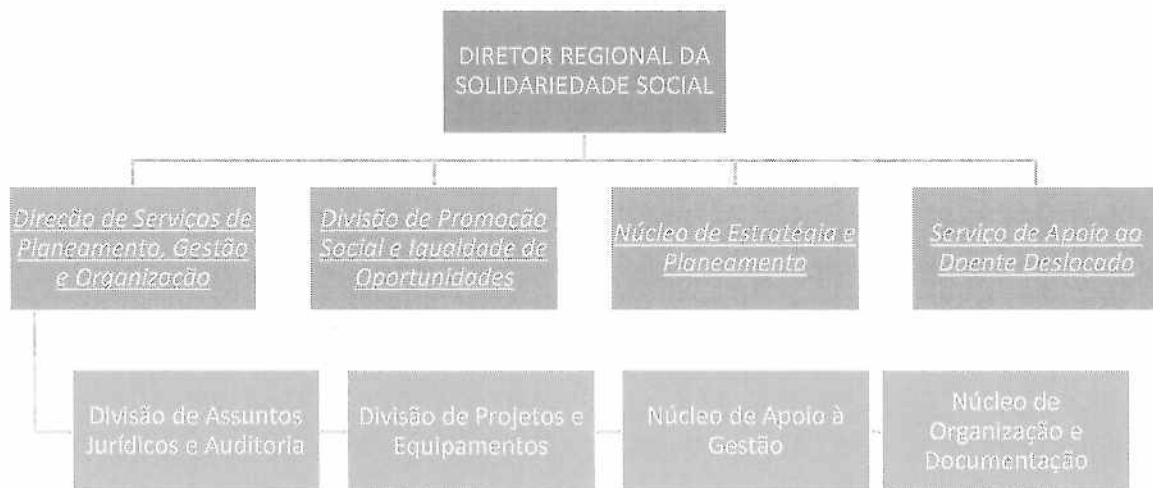 DIRETOR REGIONAL DA
SOLIDARIEDADE SOCIAL
Direção de Serviços de
Planeamento, Gestão
e Organização
Divisão de Promoção
Social e Igualdade de
Oportunidades
Núcleo de Estratégia e
Planeamento
Serviço de Apoio ao
Doente Deslocado
Divisão de Assuntos
Jurídicos e Auditoria
Divisão de Projetos e
Equipamentos
Núcleo de Apoio à
Gestão
Núcleo de
Organização e
Documentação